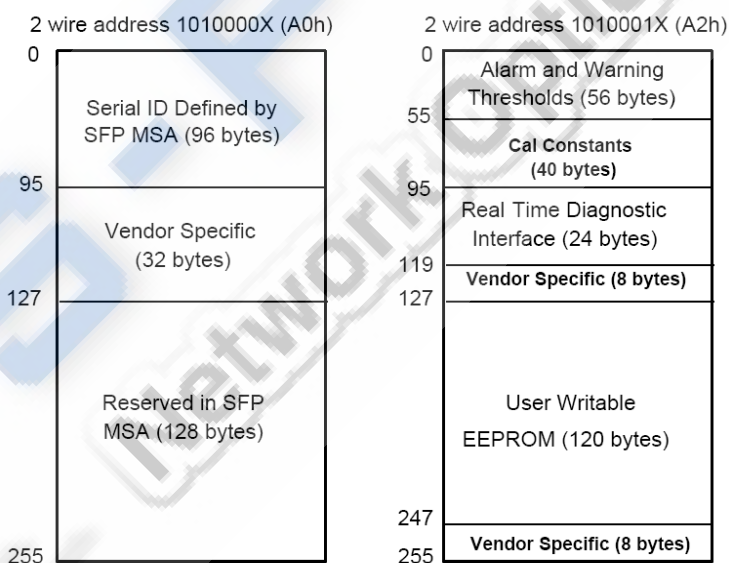 2 wire address 1010000X (A0h)
0
Serial ID Defined by
SFP MSA (96 bytes)
95
Vendor Specific
(32 bytes)
127
Reserved in SFP
MSA (128 bytes)
255
2 wire address 1010001X (A2h)
0
Alarm and Warning
Thresholds (56 bytes)
55
Cal Constants
(40 bytes)
95
Real Time Diagnostic
Interface (24 bytes)
119
Vendor Specific (8 bytes)
127
User Writable
EEPROM (120 bytes)
247
Vendor Specific (8 bytes)
255
Network Optic